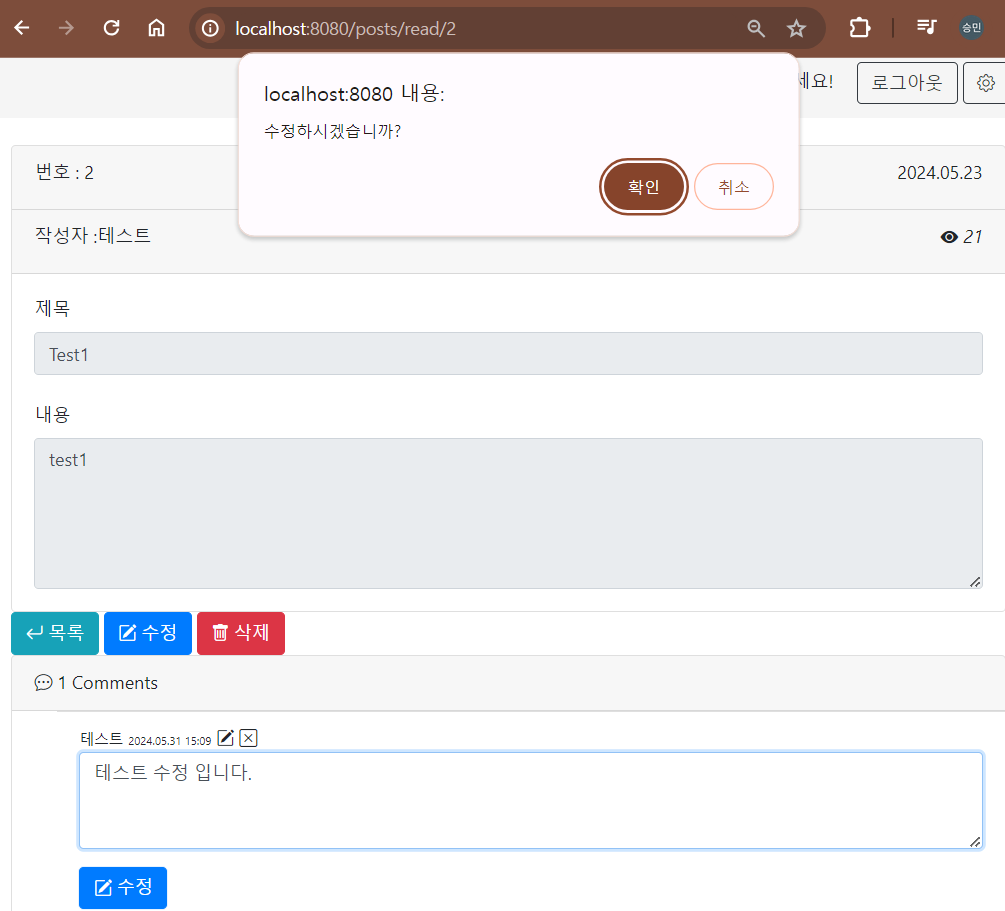 localhost:8080/posts/read/2
승민
세요!
로그아웃
localhost:8080 내용:
수정하시겠습니까?
확인
취소
번호 : 2
2024.05.23
작성자 :테스트
21
제목
Test1
내용
test1
목록
수정
삭제
1 Comments
테스트 2024.05.31 15:09
테스트 수정 입니다.
수정